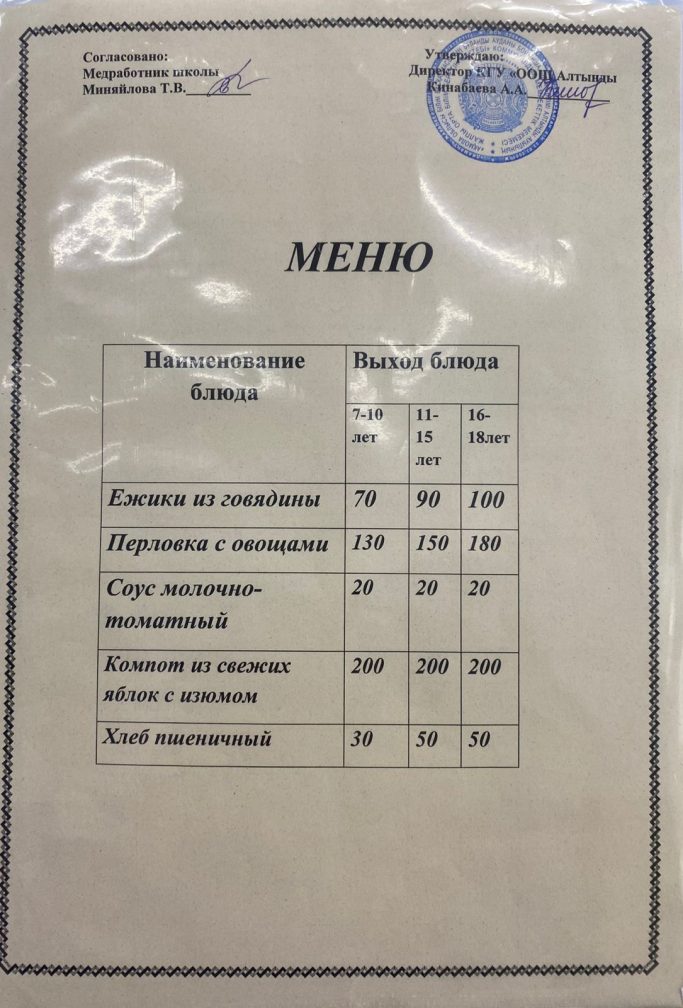 Согласовано:
Медработник школы
Миняйлова Т.В.
Утверждаю:
Директор КГУ «ООШ Алтынды
Кинабаева А.А.
МЕНЮ
Наименование блюда
Выход блюда
7-10 лет
11-15 лет
16-18лет
Ежики из говядины 70 90 100
Перловка с овощами 130 150 180
Соус молочно-
томатный 20 20 20
Компот из свежих
яблок с изюмом 200 200 200
Хлеб пшеничный 30 50 50